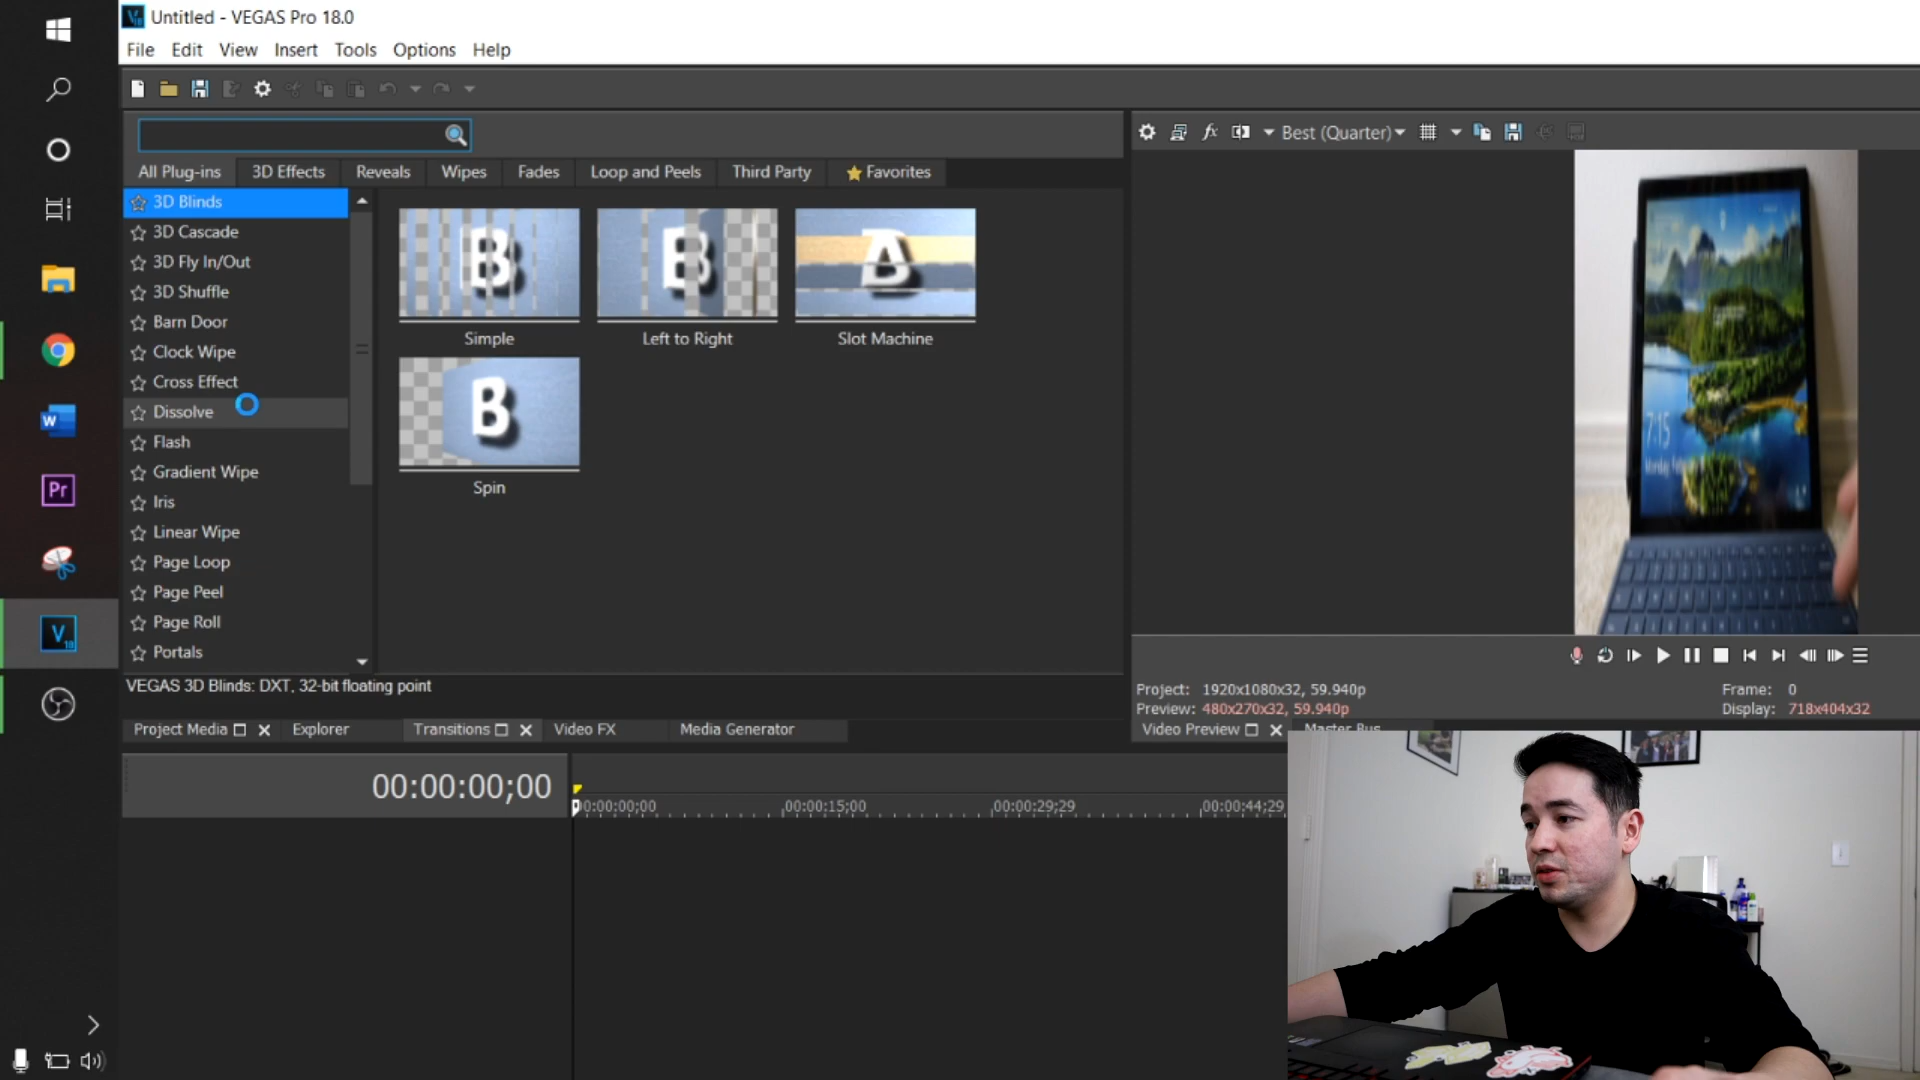 Untitled - VEGAS Pro 18.0
File Edit View Insert Tools Options Help
Best (Quarter)
All Plug-ins 3D Effects Reveals Wipes Fades Loop and Peels Third Party Favorites
3D Blinds
3D Cascade
3D Fly In/Out
3D Shuffle
Barn Door
Clock Wipe
Cross Effect
Dissolve
Flash
Gradient Wipe
Iris
Linear Wipe
Page Loop
Page Peel
Page Roll
Portals
B B A
Simple Left to Right Slot Machine
B
Spin
7:15
VEGAS 3D Blinds: DXT, 32-bit floating point
Project: 1920x1080x32, 59.940p
Preview: 480x270x32, 59.940p
Frame: 0
Display: 718x404x32
Project Media Explorer Transitions Video FX Media Generator
Video Preview Master Bus
00:00:00;00
00:00:00;00 00:00:15;00 00:00:29;29 00:00:44;29
W
Pr
V 18